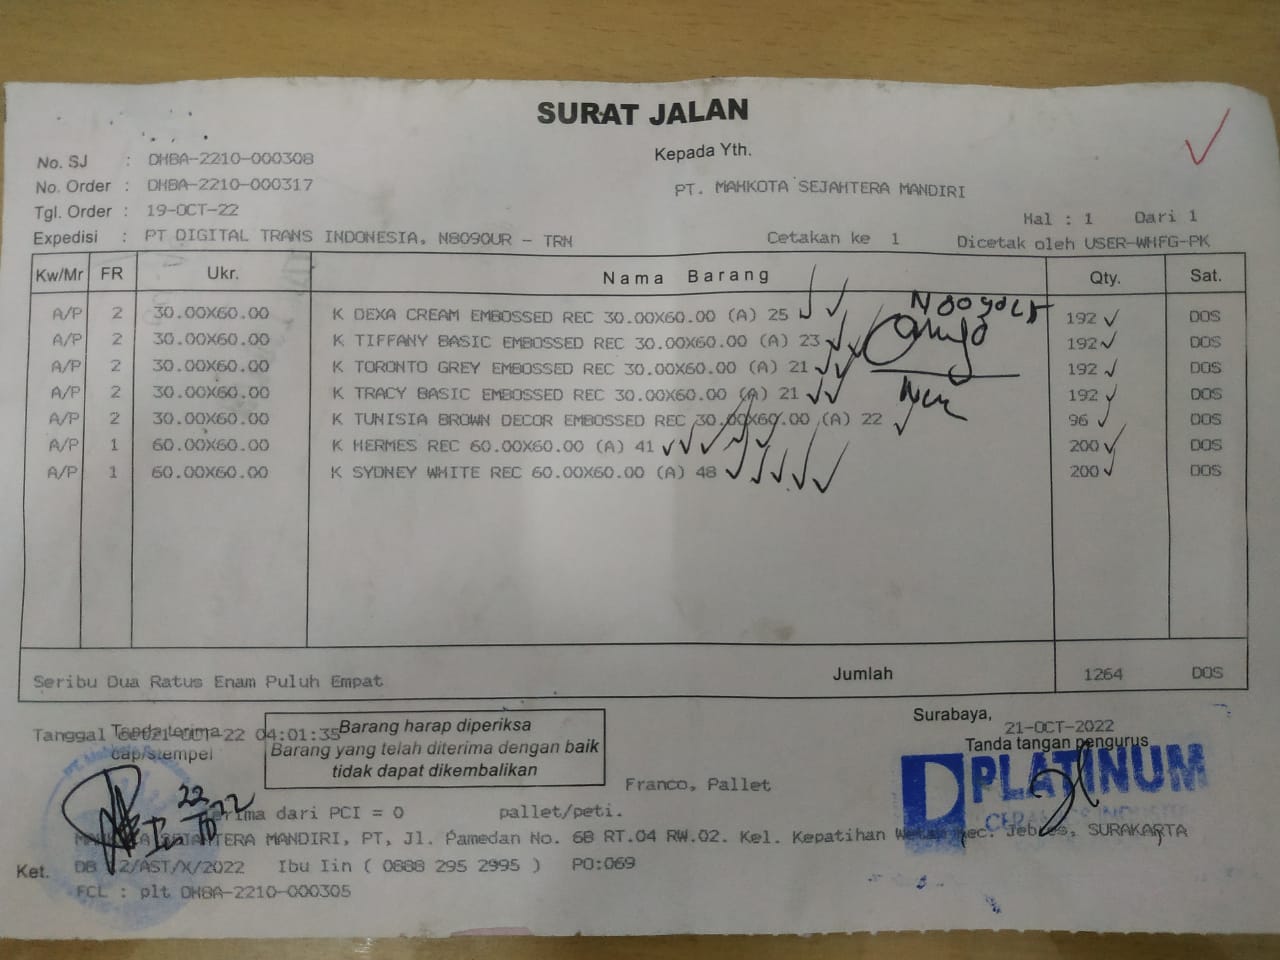 SURAT JALAN
Kepada Yth.
No. SJ : DHBA-2210-000308
No. Order : DHBA-2210-000317
PT. MAHKOTA SEJAHTERA MANDIRI
Tgl. Order : 19-OCT-22
Hal : 1 Dari 1
Expedisi : PT DIGITAL TRANS INDONESIA, N8090UR - TRN Cetakan ke 1 Dicetak oleh USER-WHFG-PK
Kw/Mr FR Ukr. Nama Barang Qty. Sat.
A/P 2 30.00X60.00 K DEXA CREAM EMBOSSED REC 30.00X60.00 (A) 25 192 DOS
A/P 2 30.00X60.00 K TIFFANY BASIC EMBOSSED REC 30.00X60.00 (A) 23 192 DOS
A/P 2 30.00X60.00 K TORONTO GREY EMBOSSED REC 30.00X60.00 (A) 21 192 DOS
A/P 2 30.00X60.00 K TRACY BASIC EMBOSSED REC 30.00X60.00 (A) 21 192 DOS
A/P 2 30.00X60.00 K TUNISIA BROWN DECOR EMBOSSED REC 30.00X60.00 (A) 22 96 DOS
A/P 1 60.00X60.00 K HERMES REC 60.00X60.00 (A) 41 200 DOS
A/P 1 60.00X60.00 K SYDNEY WHITE REC 60.00X60.00 (A) 48 200 DOS
Seribu Dua Ratus Enam Puluh Empat Jumlah 1264 DOS
Surabaya, 21-OCT-2022
Tanda tangan pengurus
Tanggal 21-OCT-22 04:01:35
Tanda terima
cap/stempel
Barang harap diperiksa
Barang yang telah diterima dengan baik
tidak dapat dikembalikan
PLATINUM
CERAMICS
Franco, Pallet
22
dari PCI = 0 pallet/peti.
SEJAHTERA MANDIRI, PT, Jl. Pamedan No. 6B RT.04 RW.02. Kel. Kepatihan SURAKARTA
Ket. 2/AST/X/2022 Ibu Iin ( 0888 295 2995 ) PO:069
FCL : plt DHBA-2210-000305